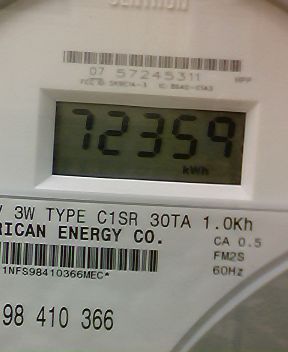 CENTRON
07 57245311
72359
kWh
V 3W TYPE C1SR 30TA 1.0Kh
RICAN ENERGY CO.
CA 0.5
FM2S
60Hz
1NFS98410366MEC*
98 410 366